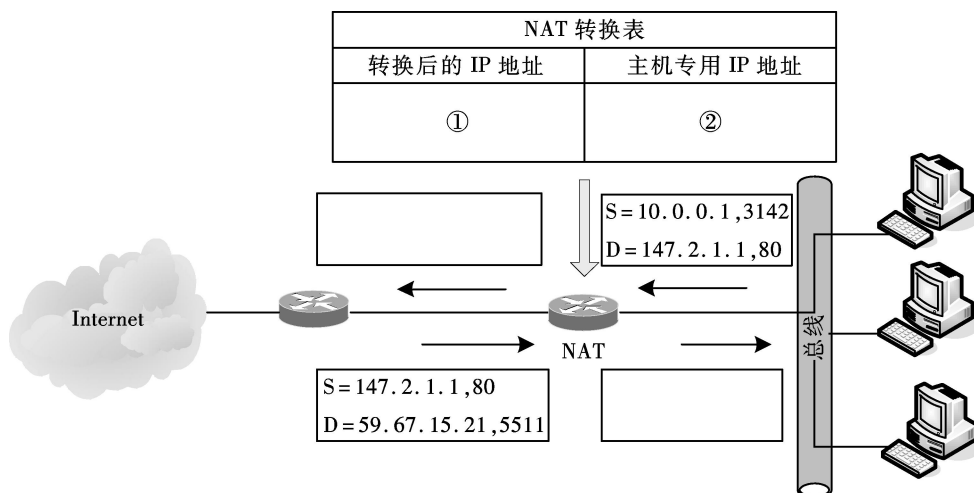 NAT 转换表
转换后的 IP 地址
主机专用 IP 地址
①
②
S=10.0.0.1,3142
D=147.2.1.1,80
Internet
NAT
总线
S=147.2.1.1,80
D=59.67.15.21,5511